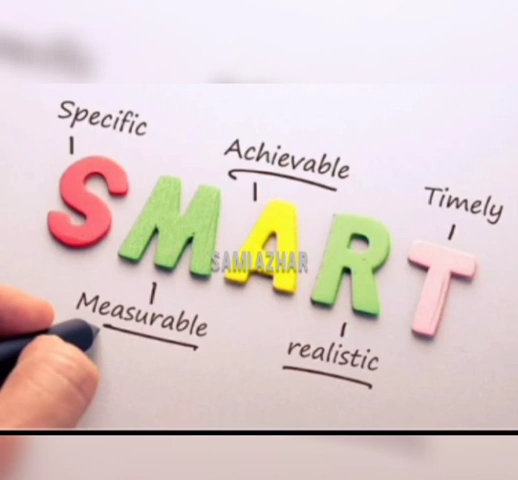 Specific
Achievable
Timely
SMART
SAMI AZHAR
Measurable
realistic